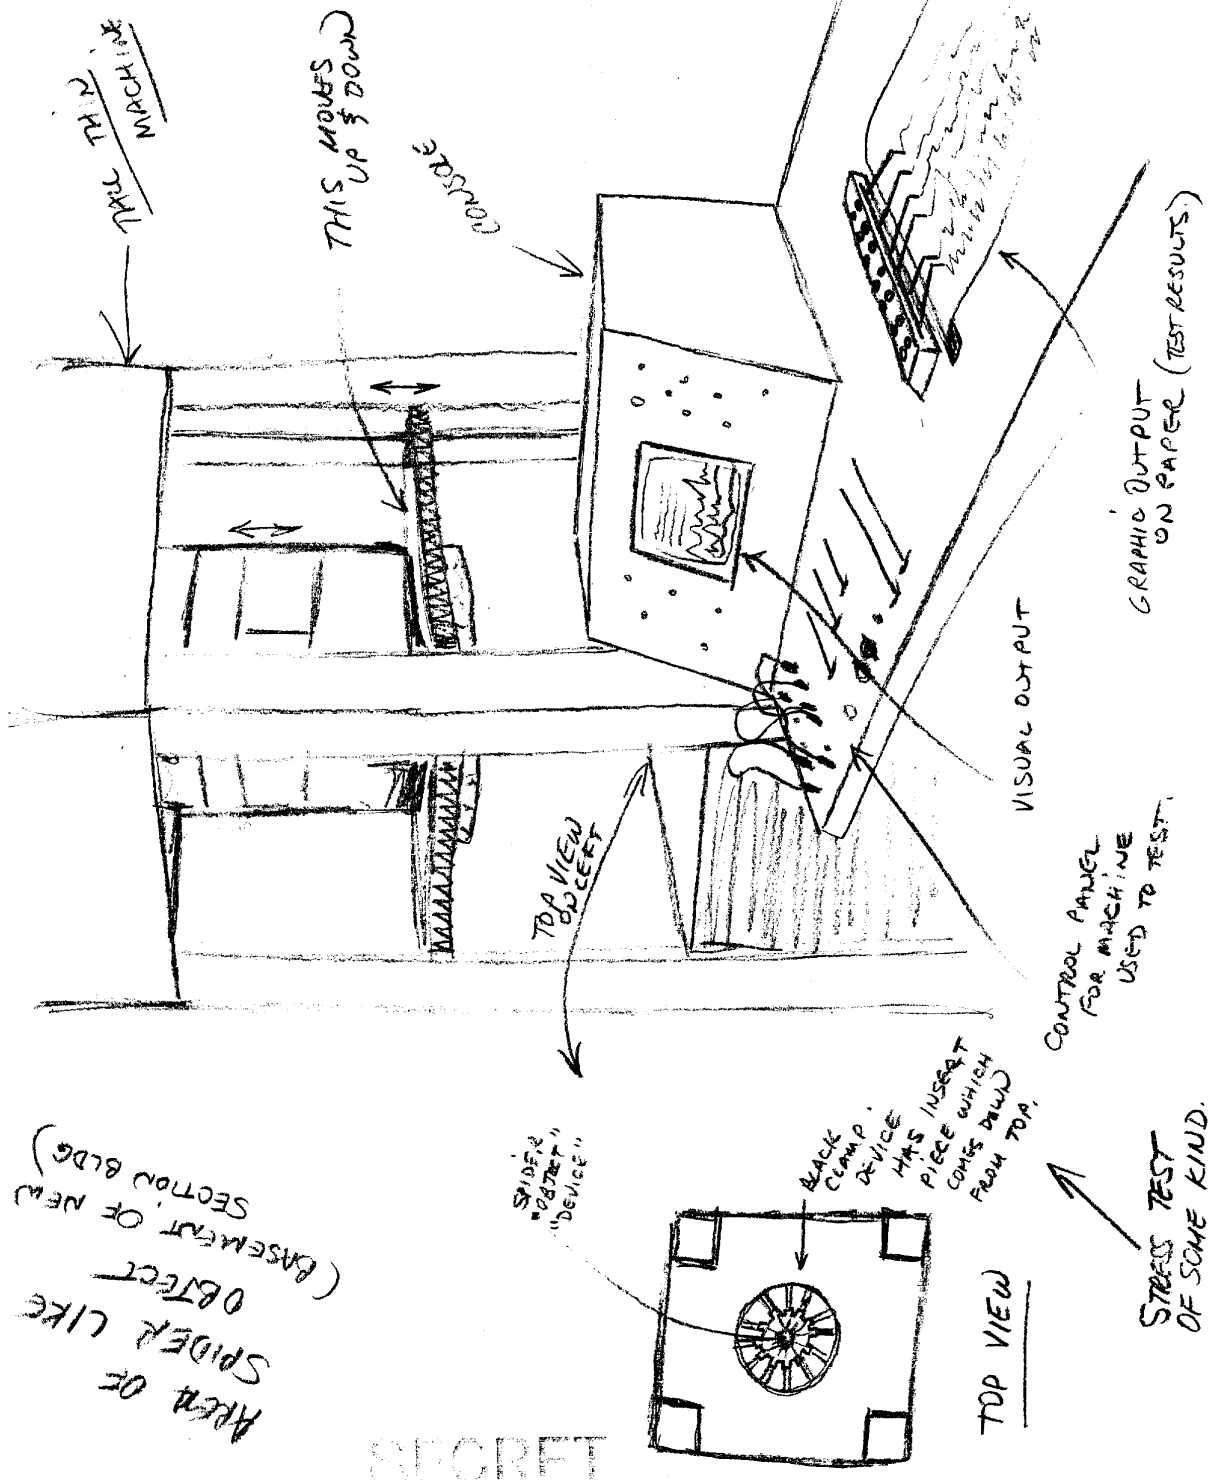 TALL THIN
MACHINE
THIS MOVES
UP & DOWN
CONSOLE
GRAPHIC OUTPUT
ON PAPER (TEST RESULTS.)
VISUAL OUTPUT
CONTROL PANEL
FOR MACHINE
USED TO TEST.
TOP VIEW
ON LEFT
SPIDER
"OBJECT"
"DEVICE"
BLACK
CLAMP.
DEVICE
HAS INSERT
PIECE WHICH
COMES DOWN
FROM TOP.
TOP VIEW
STRESS TEST
OF SOME KIND.
AREA OF
SPIDER LIKE
OBJECT
(BASEMENT OF NEW
SECTION BLDG)
SECRET